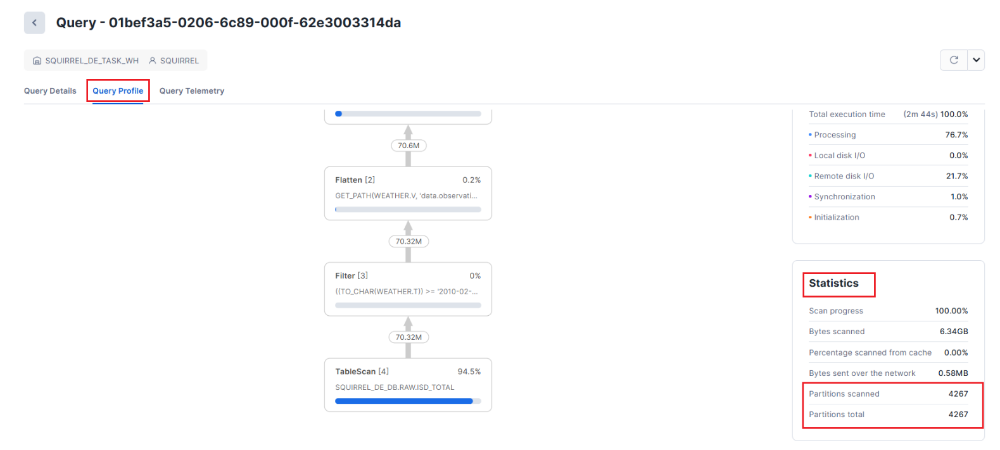 Query - 01bef3a5-0206-6c89-000f-62e3003314da
SQUIRREL_DE_TASK_WH SQUIRREL
Query Details Query Profile Query Telemetry
70.6M
Flatten [2] 0.2%
GET_PATH(WEATHER.V, 'data.observati...
70.32M
Filter [3] 0%
((TO_CHAR(WEATHER.T)) >= '2010-02-...
70.32M
TableScan [4] 94.5%
SQUIRREL_DE_DB.RAW.ISD_TOTAL
Total execution time (2m 44s) 100.0%
Processing 76.7%
Local disk I/O 0.0%
Remote disk I/O 21.7%
Synchronization 1.0%
Initialization 0.7%
Statistics
Scan progress 100.00%
Bytes scanned 6.34GB
Percentage scanned from cache 0.00%
Bytes sent over the network 0.58MB
Partitions scanned 4267
Partitions total 4267